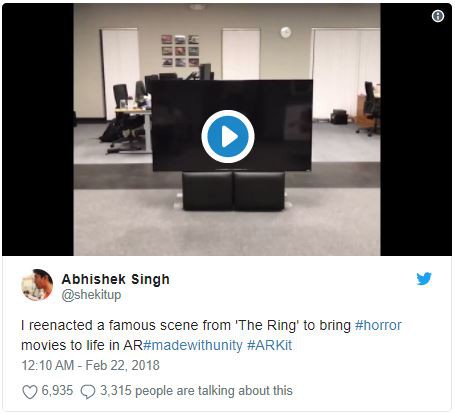 Abhishek Singh
@shekitup
I reenacted a famous scene from 'The Ring' to bring #horror
movies to life in AR#madewithunity #ARKit
12:10 AM - Feb 22, 2018
6,935 3,315 people are talking about this